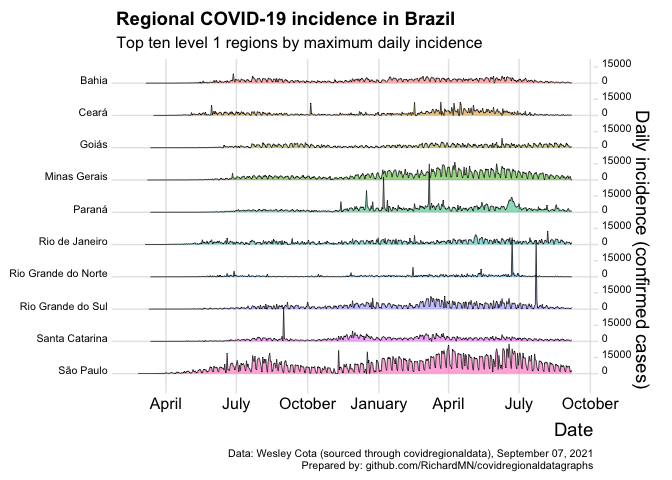 Regional COVID-19 incidence in Brazil
Top ten level 1 regions by maximum daily incidence
Bahia
15000
0
Ceará
15000
0
Goiás
15000
0
Minas Gerais
15000
0
Paraná
15000
0
Rio de Janeiro
15000
0
Rio Grande do Norte
15000
0
Rio Grande do Sul
15000
0
Santa Catarina
15000
0
São Paulo
15000
0
Daily incidence (confirmed cases)
April July October January April July October
Date
Data: Wesley Cota (sourced through covidregionaldata), September 07, 2021
Prepared by: github.com/RichardMN/covidregionaldatagraphs